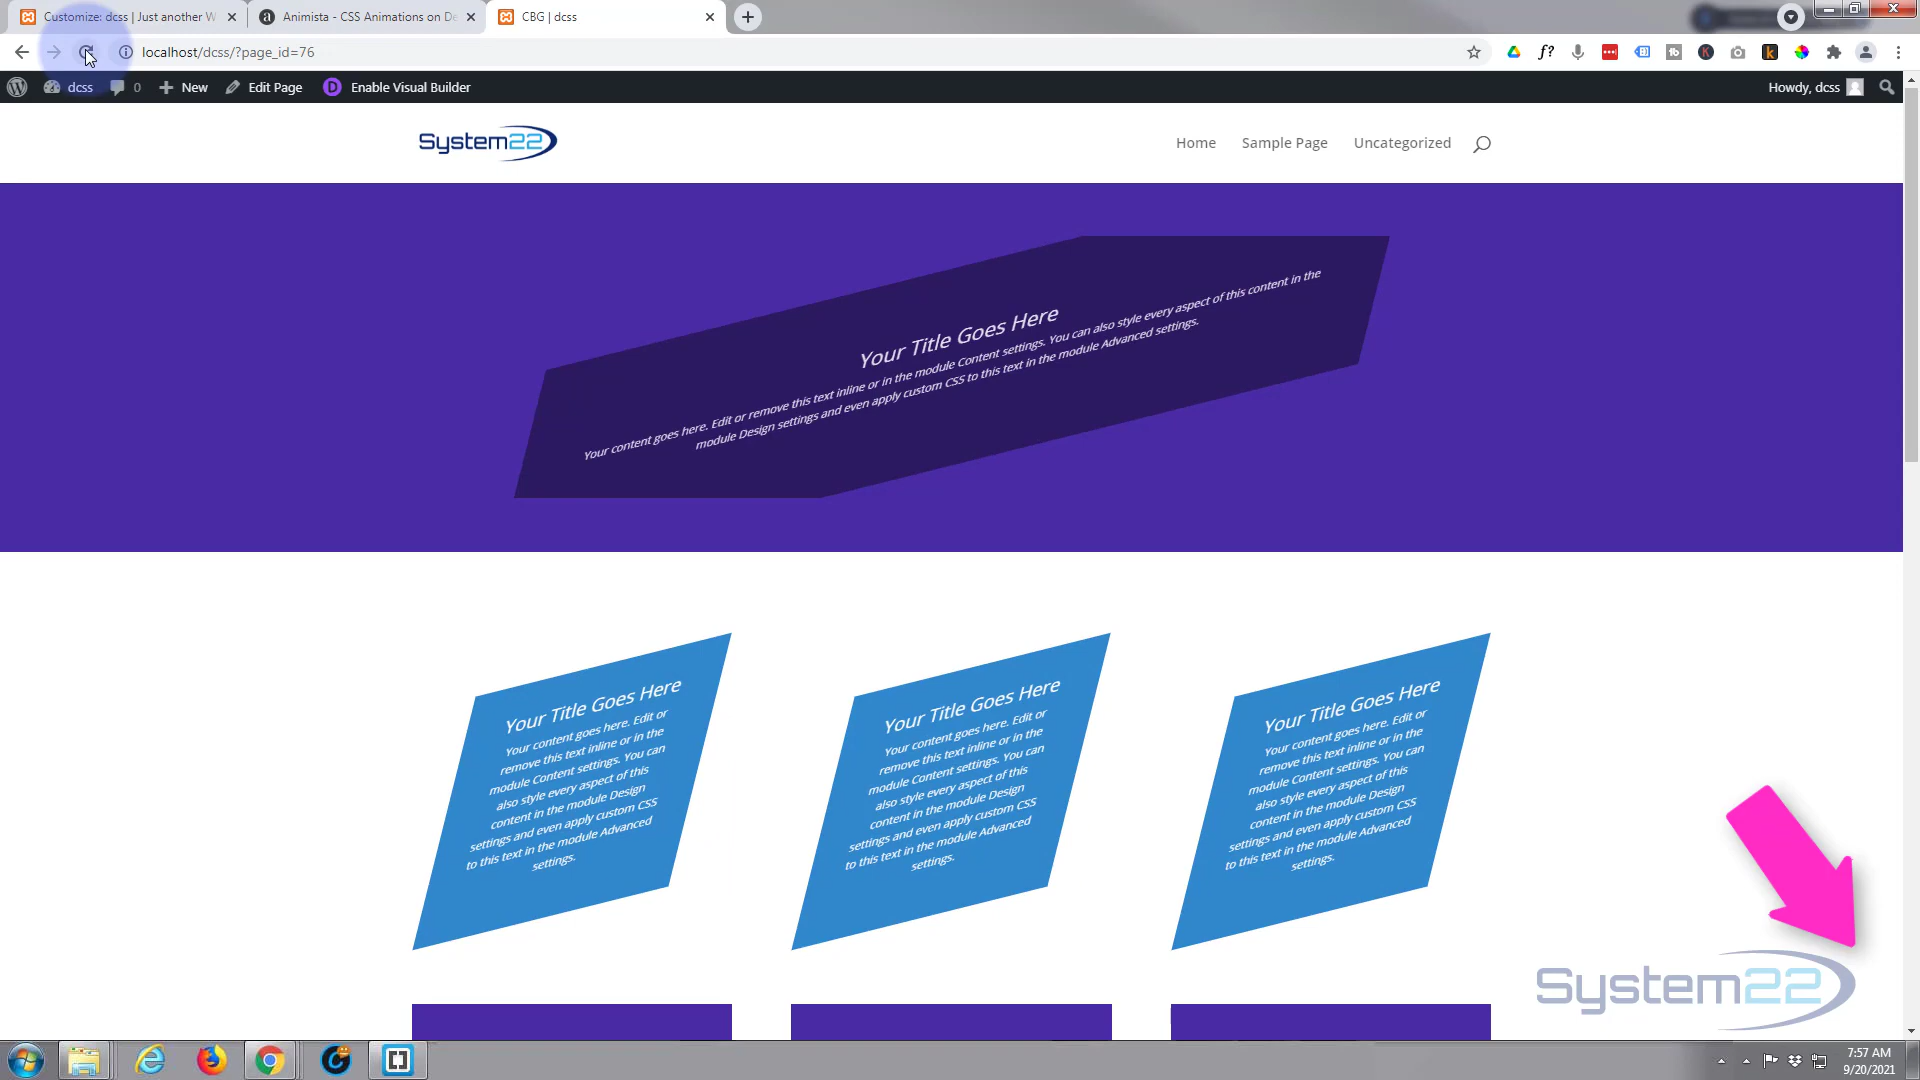 Customize: dcss | Just another W
Animista - CSS Animations on De
CBG | dcss
localhost/dcss/?page_id=76
dcss
0
New
Edit Page
Enable Visual Builder
Howdy, dcss
System22
Home
Sample Page
Uncategorized
Your Title Goes Here
Your content goes here. Edit or remove this text inline or in the module Content settings. You can also style every aspect of this content in the
module Design settings and even apply custom CSS to this text in the module Advanced settings.
Your Title Goes Here
Your content goes here. Edit or
remove this text inline or in the
module Content settings. You can
also style every aspect of this
content in the module Design
settings and even apply custom CSS
to this text in the module Advanced
settings.
Your Title Goes Here
Your content goes here. Edit or
remove this text inline or in the
module Content settings. You can
also style every aspect of this
content in the module Design
settings and even apply custom CSS
to this text in the module Advanced
settings.
Your Title Goes Here
Your content goes here. Edit or
remove this text inline or in the
module Content settings. You can
also style every aspect of this
content in the module Design
settings and even apply custom CSS
to this text in the module Advanced
settings.
System22
7:57 AM
9/20/2021